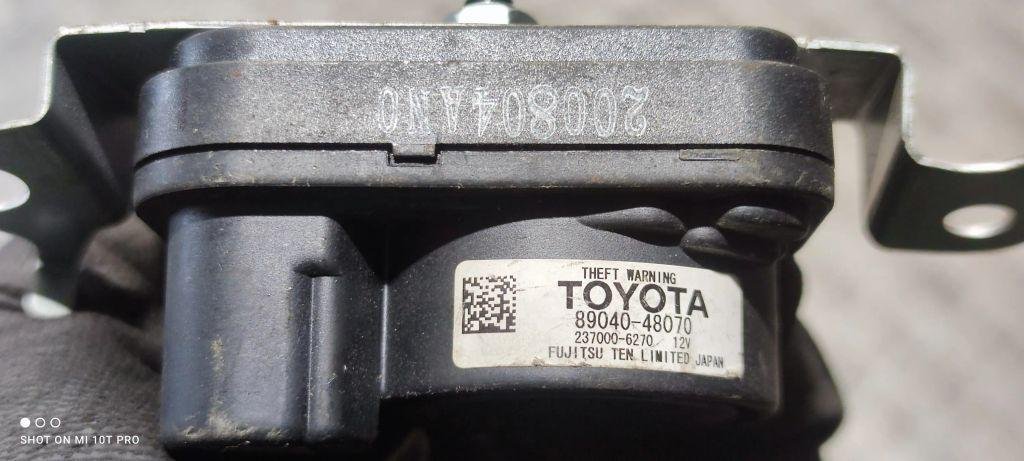 200804AN0
THEFT WARNING
TOYOTA
89040-48070
237000-6270 12V
FUJITSU TEN LIMITED JAPAN
SHOT ON MI 10T PRO